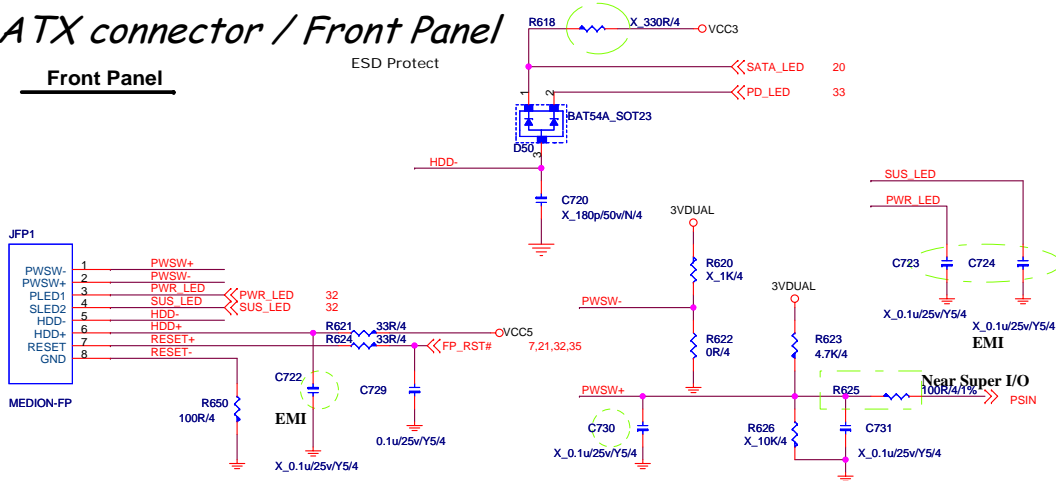 ATX connector / Front Panel
ESD Protect
Front Panel
R618
X_330R/4
VCC3
SATA_LED 20
PD_LED 33
1
2
BAT54A_SOT23
D50
3
HDD-
C720
X_180p/50v/N/4
SUS_LED
PWR_LED
C723
C724
X_0.1u/25v/Y5/4
X_0.1u/25v/Y5/4
EMI
3VDUAL
R620
X_1K/4
PWSW-
R622
0R/4
3VDUAL
R623
4.7K/4
JFP1
PWSW- 1 PWSW+
PWSW+ 2 PWSW-
PLED1 3 PWR_LED PWR_LED 32
SLED2 4 SUS_LED SUS_LED 32
HDD- 5 HDD-
HDD+ 6 HDD+ R621 33R/4 VCC5
RESET 7 RESET+ R624 33R/4 FP_RST# 7,21,32,35
GND 8 RESET-
MEDION-FP
R650
100R/4
C722
EMI
X_0.1u/25v/Y5/4
C729
0.1u/25v/Y5/4
PWSW+
C730
X_0.1u/25v/Y5/4
R626
X_10K/4
R625
100R/4/1%
Near Super I/O
PSIN
C731
X_0.1u/25v/Y5/4